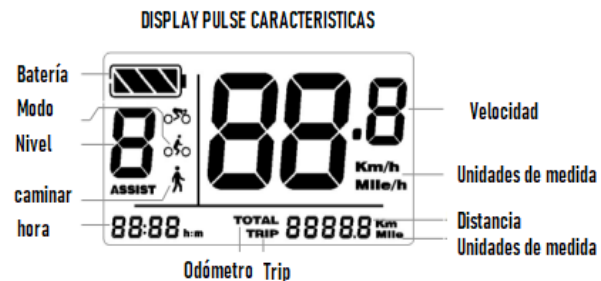 DISPLAY PULSE CARACTERISTICAS
Batería
Modo
Nivel
caminar
hora
8
ASSIST
88.8
Km/h
Mile/h
88:88 h:m
TOTAL
TRIP
8888.8
Km
Mile
Velocidad
Unidades de medida
Distancia
Unidades de medida
Odómetro Trip